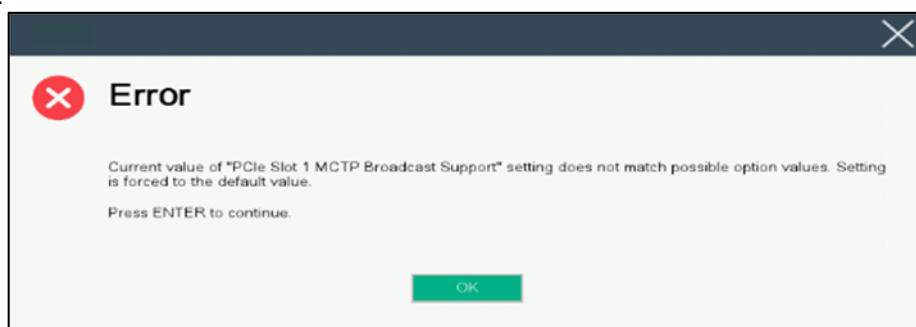 Error
Current value of "PCIe Slot 1 MCTP Broadcast Support" setting does not match possible option values. Setting
is forced to the default value.
Press ENTER to continue.
OK